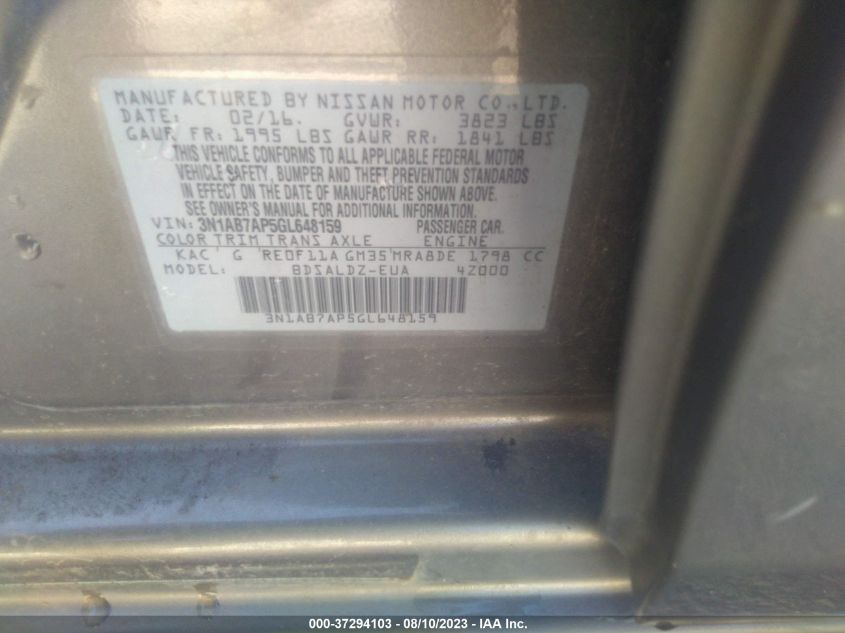 MANUFACTURED BY NISSAN MOTOR CO., LTD.
DATE: 02/16. GVWR: 3823 LBS
GAWR FR: 1995 LBS GAWR RR: 1841 LBS
THIS VEHICLE CONFORMS TO ALL APPLICABLE FEDERAL MOTOR
VEHICLE SAFETY, BUMPER AND THEFT PREVENTION STANDARDS
IN EFFECT ON THE DATE OF MANUFACTURE SHOWN ABOVE.
SEE OWNER'S MANUAL FOR ADDITIONAL INFORMATION.
VIN: 3N1AB7AP5GL648159 PASSENGER CAR.
COLOR TRIM TRANS AXLE ENGINE
KAC G RE0F11A GM35 MRA8DE 1798 CC
MODEL: BDSALDZ-EUA 4Z000
3N1AB7AP5GL648159
000-37294103 - 08/10/2023 - IAA Inc.